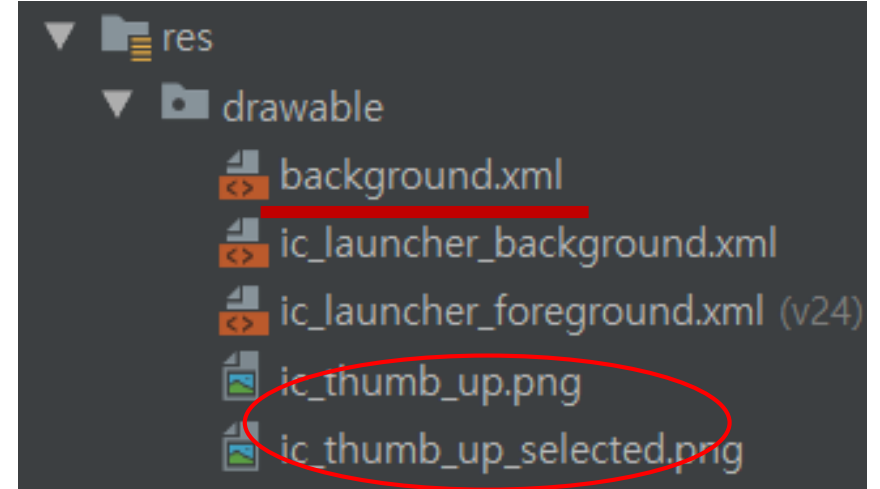 res
drawable
background.xml
ic_launcher_background.xml
ic_launcher_foreground.xml (v24)
ic_thumb_up.png
ic_thumb_up_selected.png